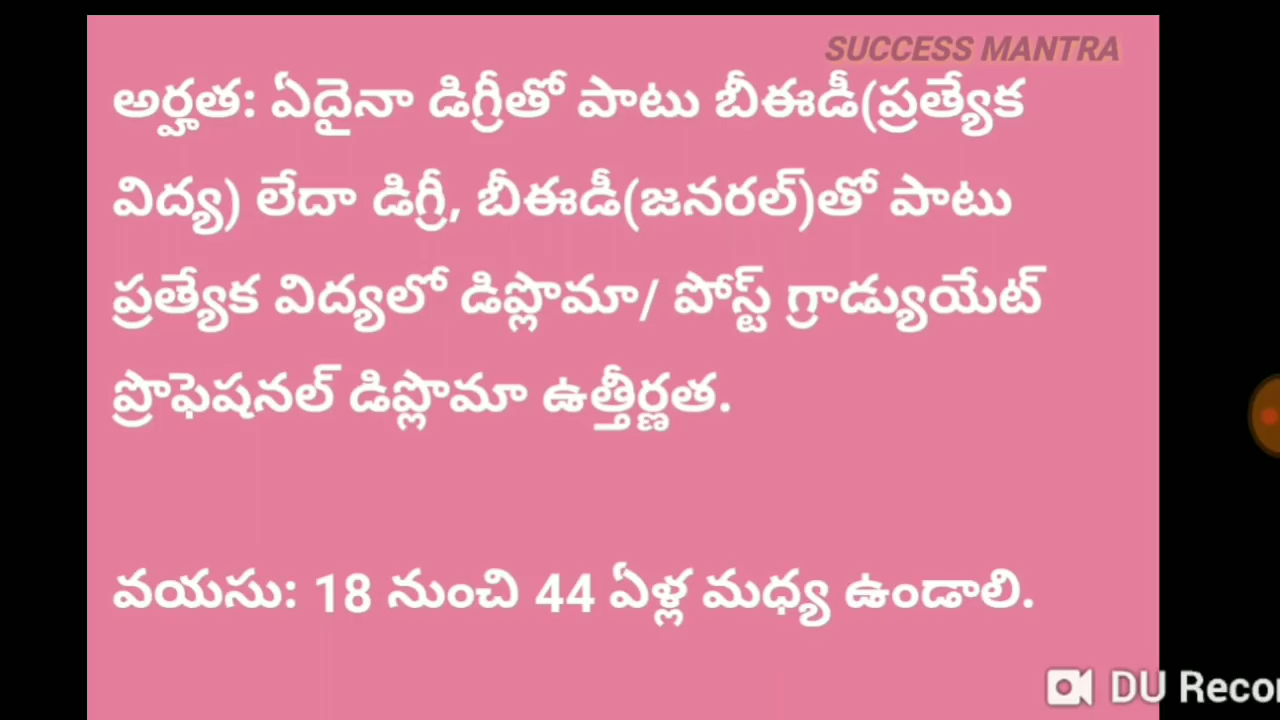 SUCCESS MANTRA
అర్హత: ఏదైనా డిగ్రీతో పాటు బీఈడీ(ప్రత్యేక
విద్య) లేదా డిగ్రీ, బీఈడీ(జనరల్)తో పాటు
ప్రత్యేక విద్యలో డిప్లొమా/ పోస్ట్ గ్రాడ్యుయేట్
ప్రొఫెషనల్ డిప్లొమా ఉత్తీర్ణత.
వయసు: 18 నుంచి 44 ఏళ్ల మధ్య ఉండాలి.
DU Recor